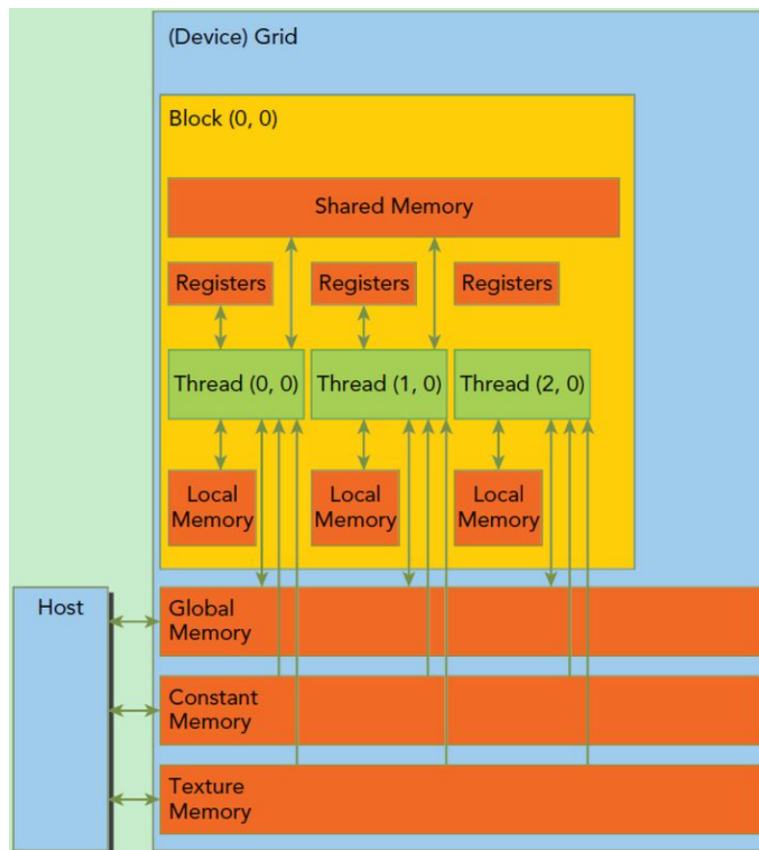 (Device) Grid
Block (0, 0)
Shared Memory
Registers
Registers
Registers
Thread (0, 0)
Thread (1, 0)
Thread (2, 0)
Local
Memory
Local
Memory
Local
Memory
Host
Global
Memory
Constant
Memory
Texture
Memory